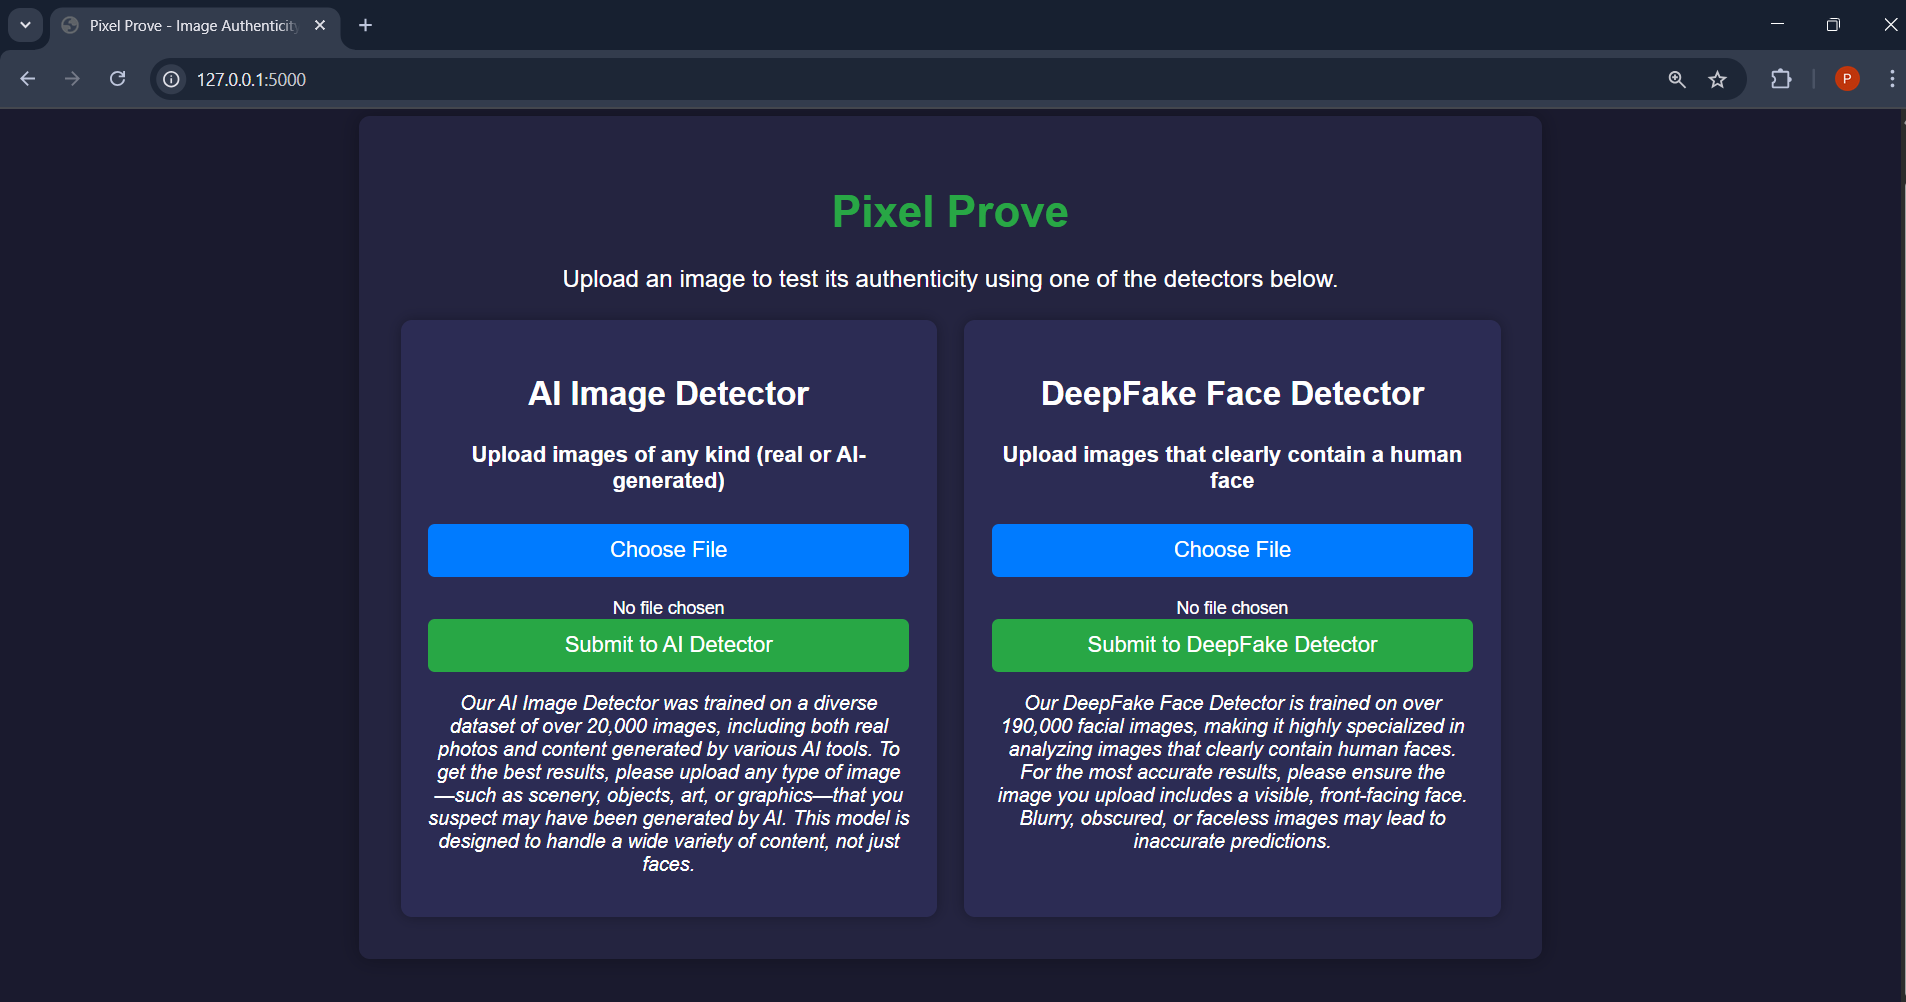 Pixel Prove - Image Authenticity
127.0.0.1:5000
P
Pixel Prove
Upload an image to test its authenticity using one of the detectors below.
AI Image Detector
Upload images of any kind (real or AI-
generated)
Choose File
No file chosen
Submit to AI Detector
Our AI Image Detector was trained on a diverse
dataset of over 20,000 images, including both real
photos and content generated by various AI tools. To
get the best results, please upload any type of image
—such as scenery, objects, art, or graphics—that you
suspect may have been generated by AI. This model is
designed to handle a wide variety of content, not just
faces.
DeepFake Face Detector
Upload images that clearly contain a human
face
Choose File
No file chosen
Submit to DeepFake Detector
Our DeepFake Face Detector is trained on over
190,000 facial images, making it highly specialized in
analyzing images that clearly contain human faces.
For the most accurate results, please ensure the
image you upload includes a visible, front-facing face.
Blurry, obscured, or faceless images may lead to
inaccurate predictions.